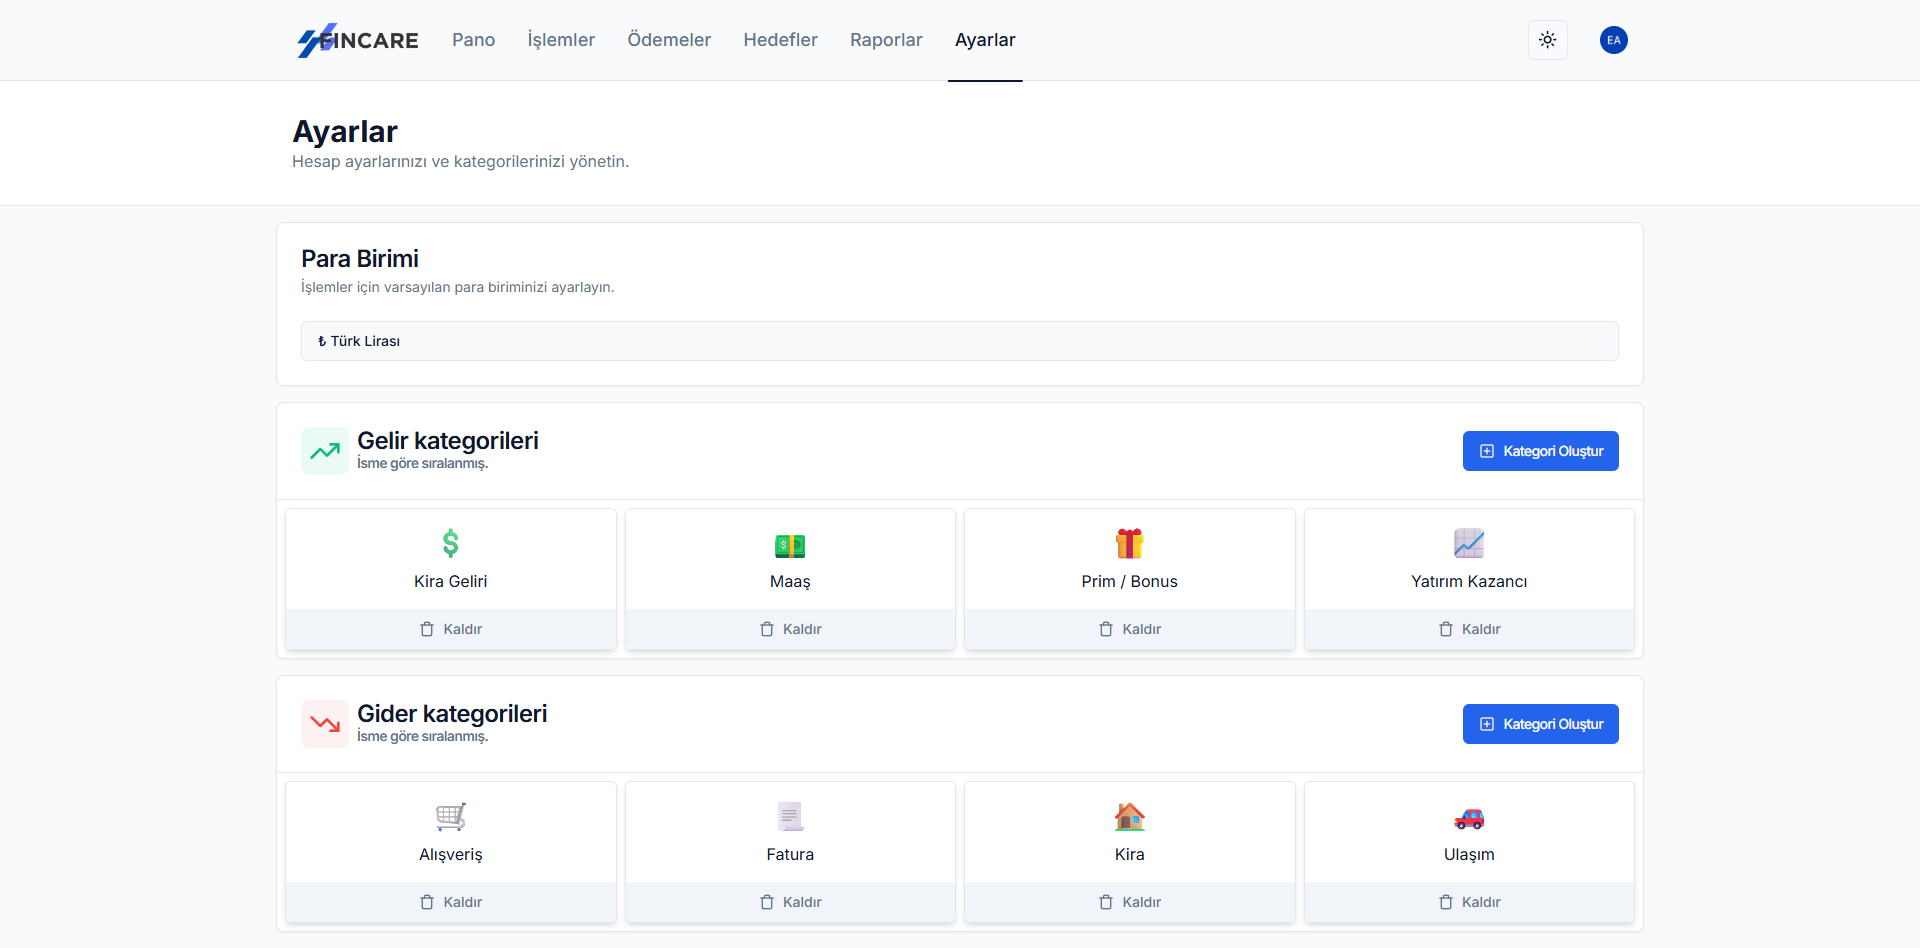 FINCARE
Pano
İşlemler
Ödemeler
Hedefler
Raporlar
Ayarlar
EA
Ayarlar
Hesap ayarlarınızı ve kategorilerinizi yönetin.
Para Birimi
İşlemler için varsayılan para biriminizi ayarlayın.
₺ Türk Lirası
Gelir kategorileri
İsme göre sıralanmış.
Kategori Oluştur
Kira Geliri
Maaş
Prim / Bonus
Yatırım Kazancı
Kaldır
Kaldır
Kaldır
Kaldır
Gider kategorileri
İsme göre sıralanmış.
Kategori Oluştur
Alışveriş
Fatura
Kira
Ulaşım
Kaldır
Kaldır
Kaldır
Kaldır